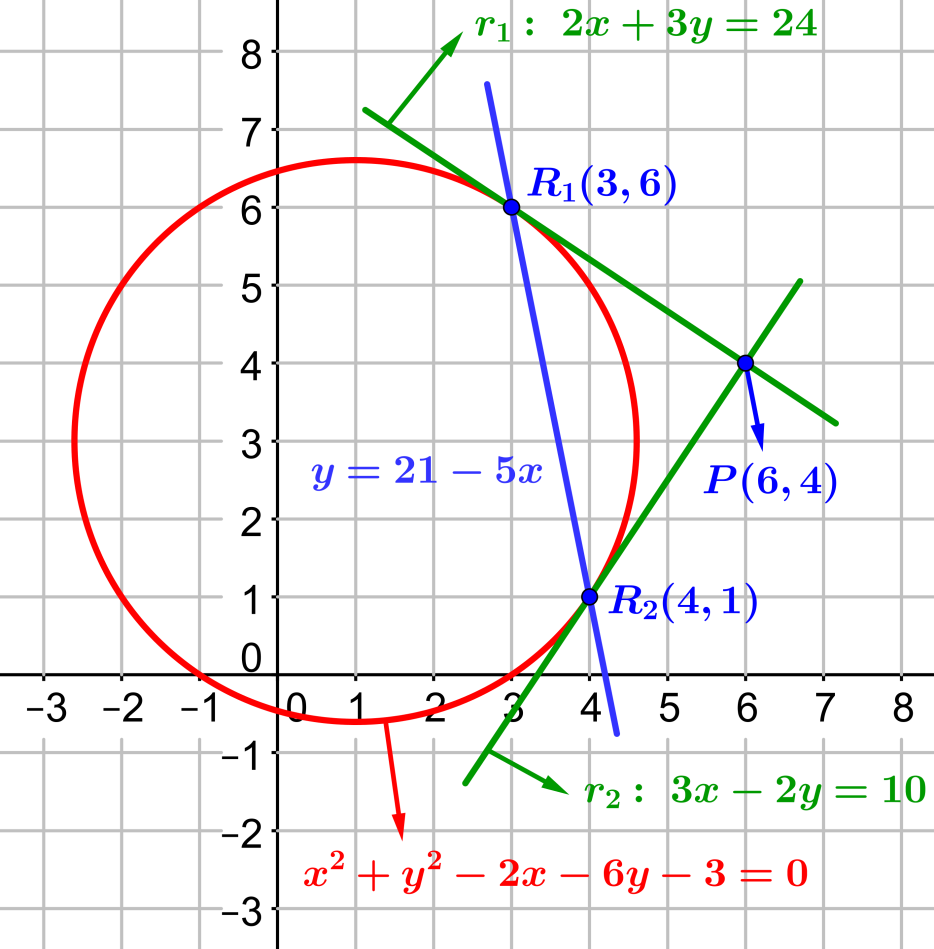 r₁ : 2x + 3y = 24
8
7
R₁(3, 6)
6
5
4
3
y = 21 − 5x
P(6, 4)
2
1
R₂(4, 1)
0
−3 −2 −1 0 1 2 3 4 5 6 7 8
−1
r₂ : 3x − 2y = 10
−2
x² + y² − 2x − 6y − 3 = 0
−3